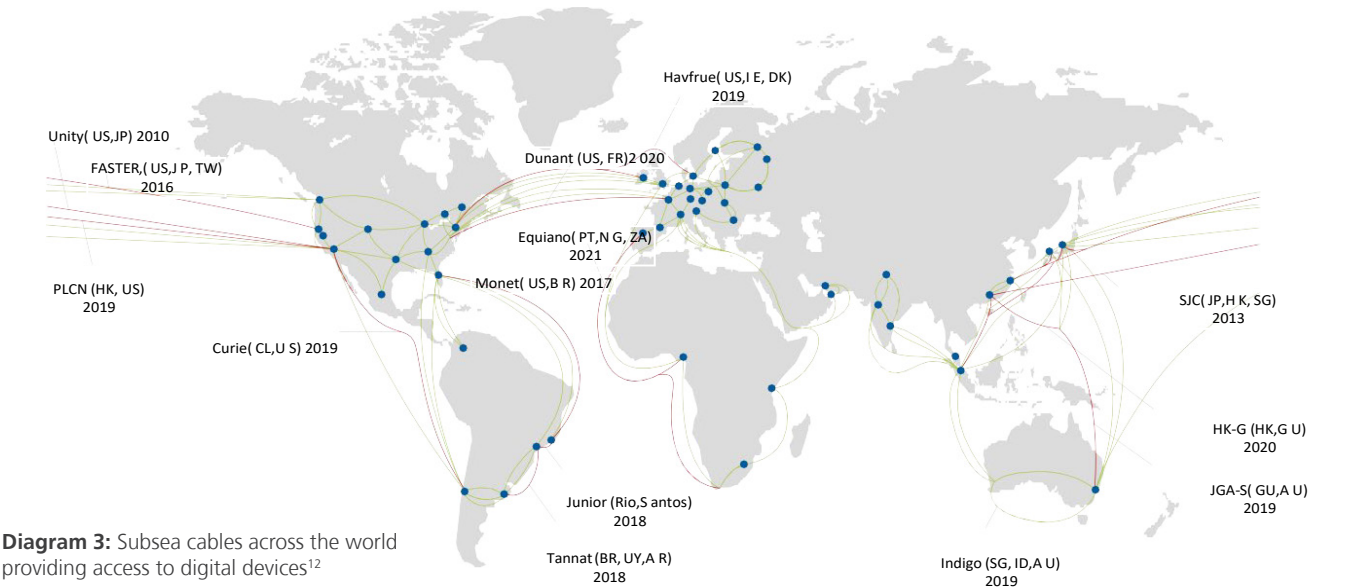 Havfrue( US,I E, DK)
2019
Unity( US,JP) 2010
FASTER,( US,J P, TW)
2016
Dunant (US, FR)2 020
Equiano( PT,N G, ZA)
2021
Monet( US,B R) 2017
PLCN (HK, US)
2019
SJC( JP,H K, SG)
2013
Curie( CL,U S) 2019
HK-G (HK,G U)
2020
JGA-S( GU,A U)
2019
Junior (Rio,S antos)
2018
Tannat (BR, UY,A R)
2018
Indigo (SG, ID,A U)
2019
Diagram 3: Subsea cables across the world
providing access to digital devices12